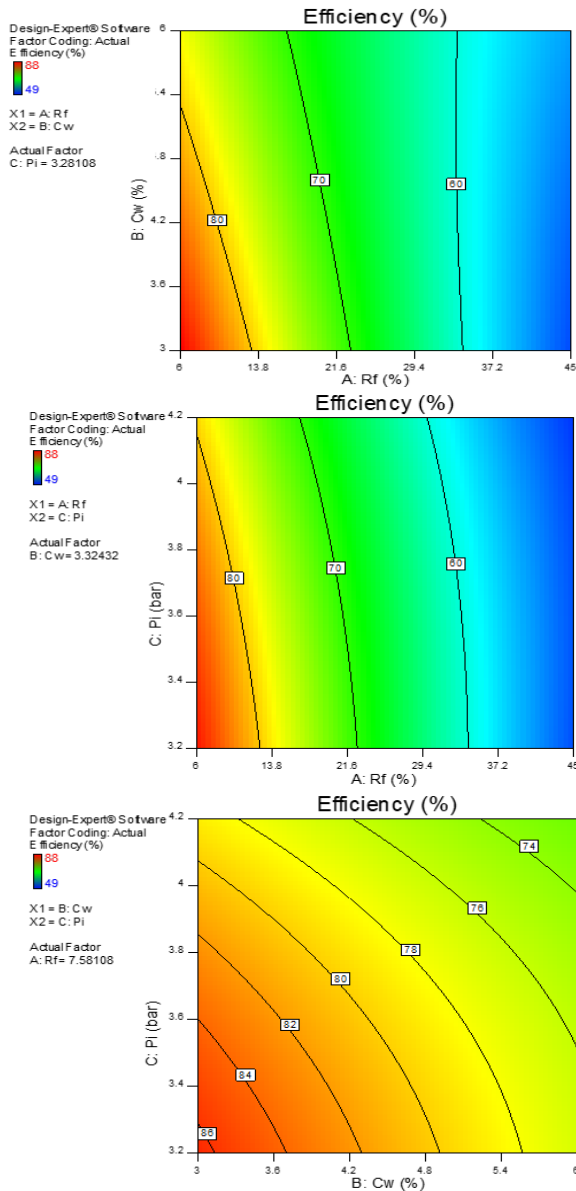 Efficiency (%)
Design-Expert® Software
Factor Coding: Actual
Efficiency (%)
88
49
X1 = A: Rf
X2 = B: Cw
Actual Factor
C: Pi = 3.28108
6
5.4
4.8
4.2
3.6
3
B: Cw (%)
80
70
60
6 13.8 21.6 29.4 37.2 45
A: Rf (%)
Efficiency (%)
Design-Expert® Software
Factor Coding: Actual
Efficiency (%)
88
49
X1 = A: Rf
X2 = C: Pi
Actual Factor
B: Cw = 3.32432
4.2
4
3.8
3.6
3.4
3.2
C: Pi (bar)
80
70
60
6 13.8 21.6 29.4 37.2 45
A: Rf (%)
Efficiency (%)
Design-Expert® Software
Factor Coding: Actual
Efficiency (%)
88
49
X1 = B: Cw
X2 = C: Pi
Actual Factor
A: Rf = 7.58108
4.2
4
3.8
3.6
3.4
3.2
C: Pi (bar)
74
76
78
80
82
84
86
3 3.6 4.2 4.8 5.4 6
B: Cw (%)